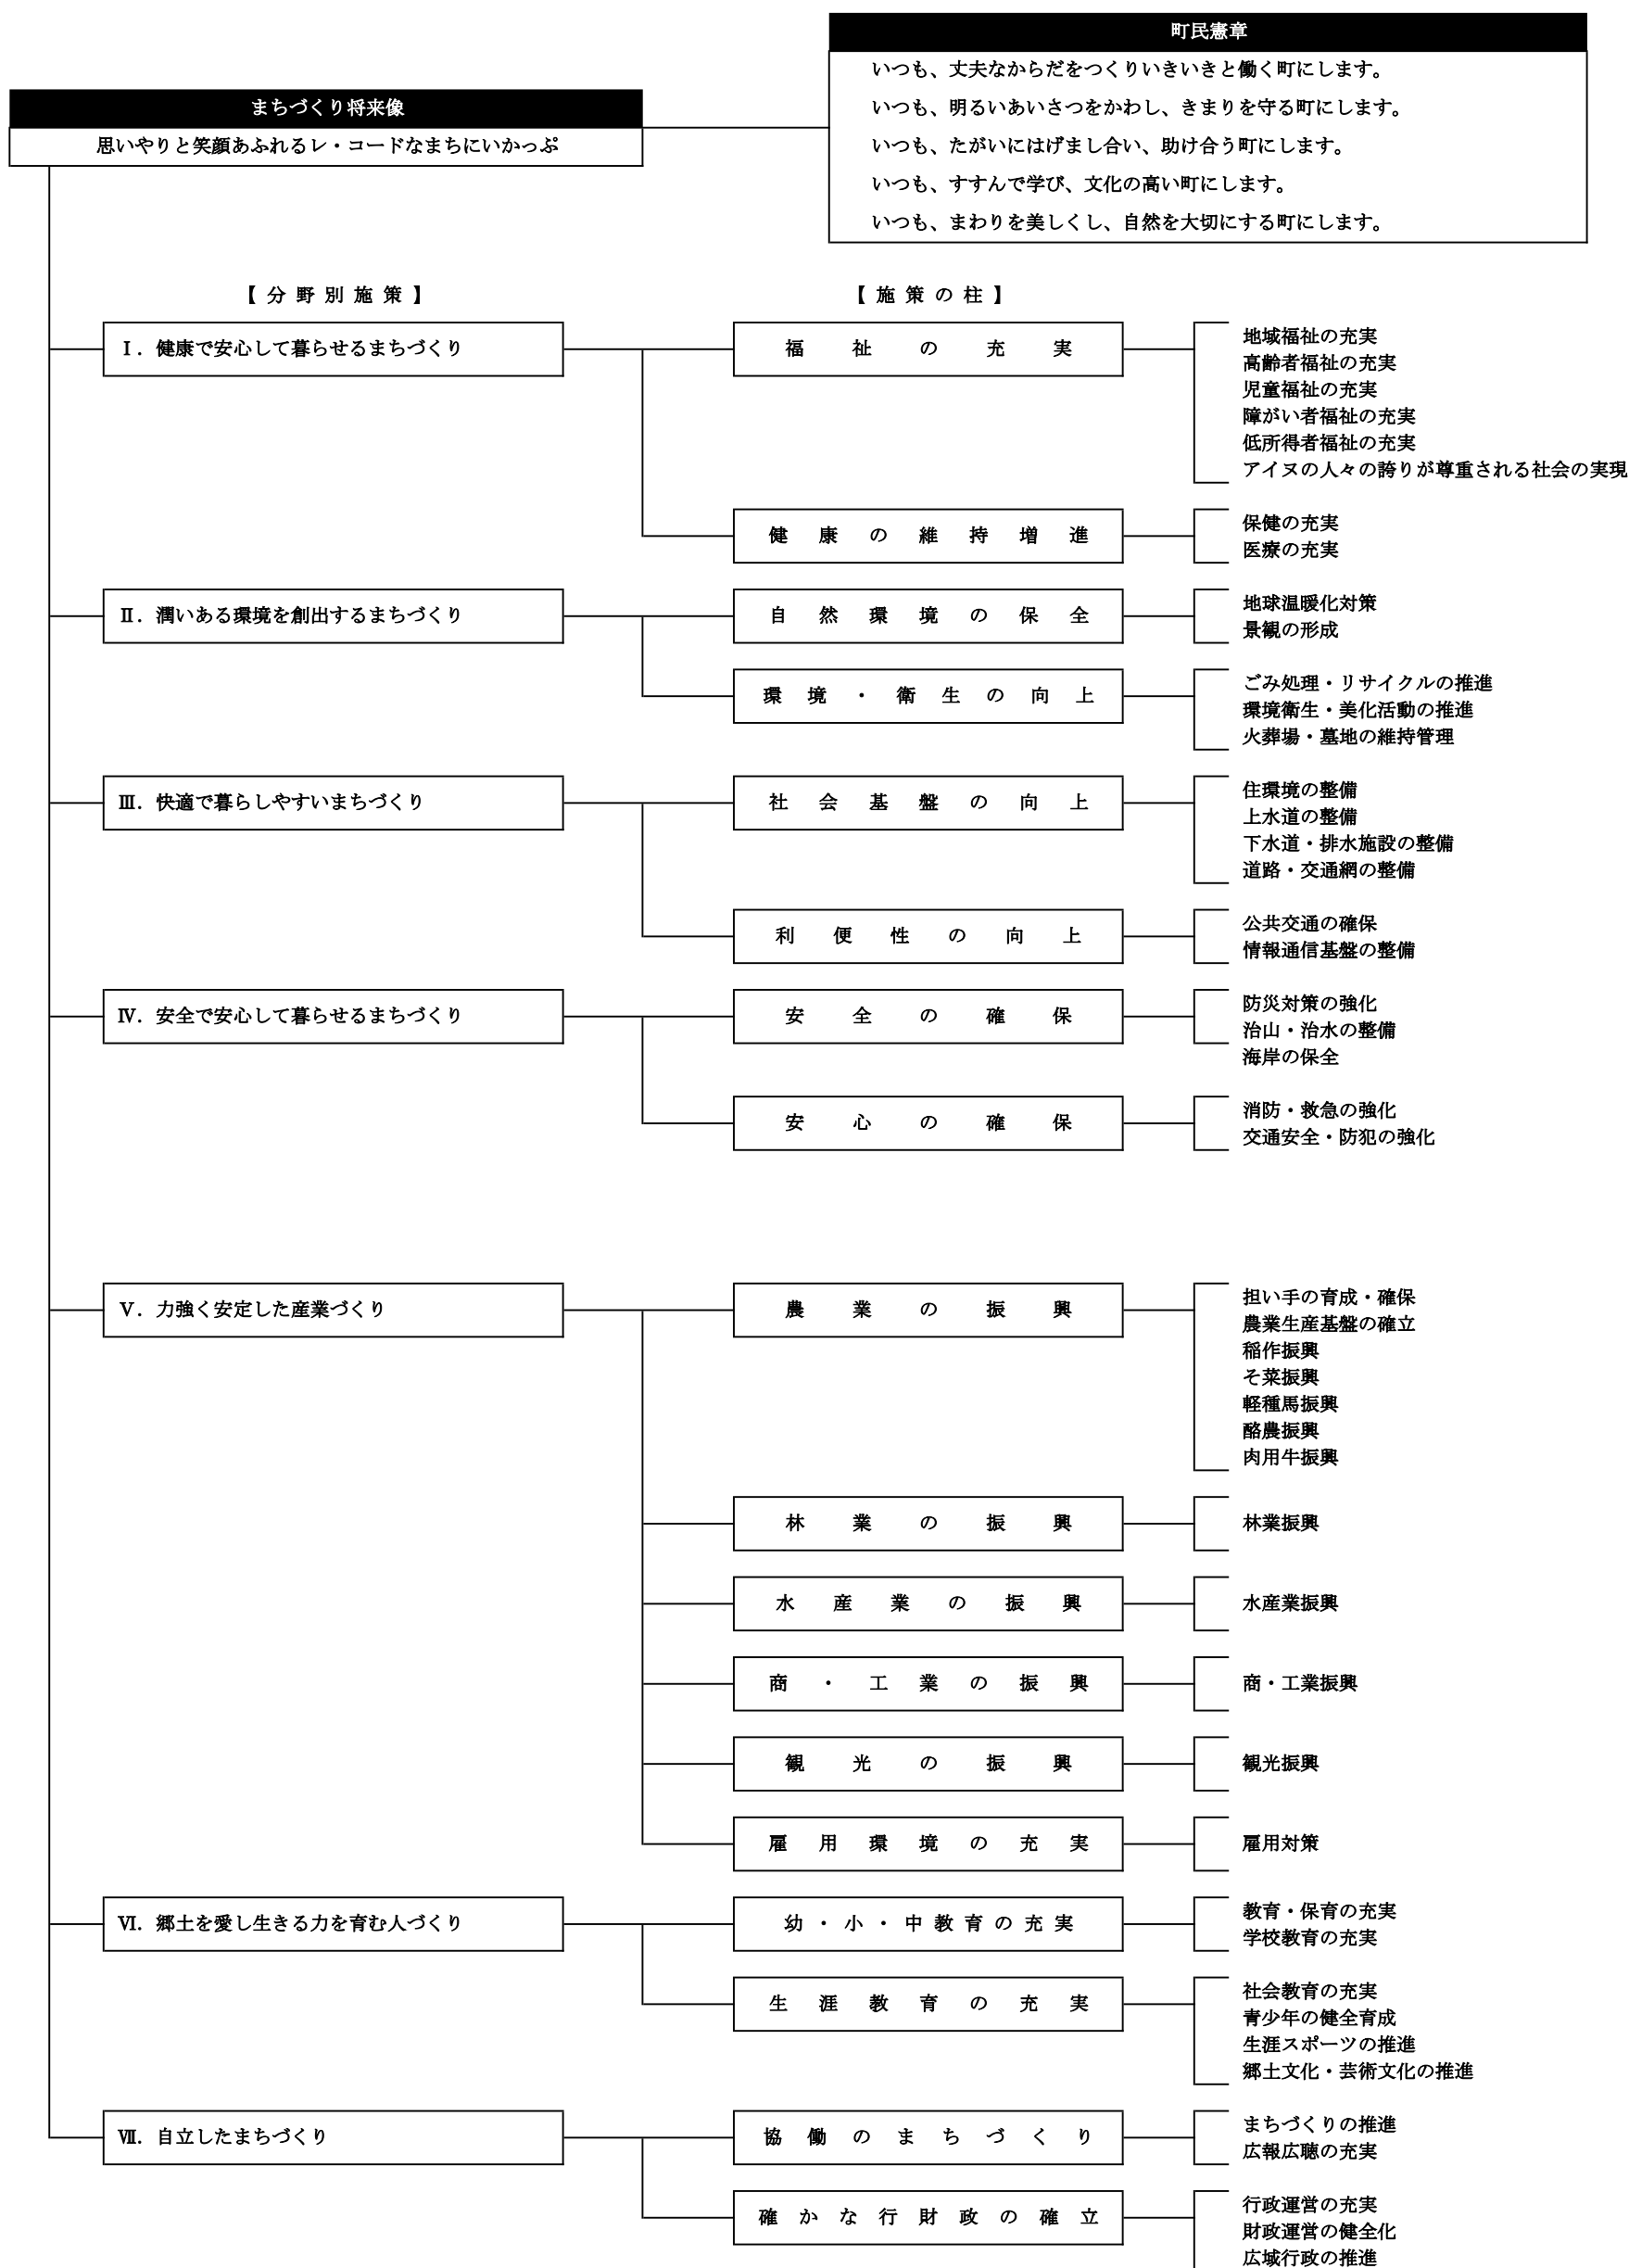 町民憲章
いつも、丈夫なからだをつくりいきいきと働く町にします。
いつも、明るいあいさつをかわし、きまりを守る町にします。
いつも、たがいにはげまし合い、助け合う町にします。
いつも、すすんで学び、文化の高い町にします。
いつも、まわりを美しくし、自然を大切にする町にします。
まちづくり将来像
思いやりと笑顔あふれるレ・コードなまちにいかっぷ
【分野別施策】
【施策の柱】
Ⅰ．健康で安心して暮らせるまちづくり
福祉の充実
地域福祉の充実
高齢者福祉の充実
児童福祉の充実
障がい者福祉の充実
低所得者福祉の充実
アイヌの人々の誇りが尊重される社会の実現
健康の維持増進
保健の充実
医療の充実
Ⅱ．潤いある環境を創出するまちづくり
自然環境の保全
地球温暖化対策
景観の形成
環境・衛生の向上
ごみ処理・リサイクルの推進
環境衛生・美化活動の推進
火葬場・墓地の維持管理
Ⅲ．快適で暮らしやすいまちづくり
社会基盤の向上
住環境の整備
上水道の整備
下水道・排水施設の整備
道路・交通網の整備
利便性の向上
公共交通の確保
情報通信基盤の整備
Ⅳ．安全で安心して暮らせるまちづくり
安全の確保
防災対策の強化
治山・治水の整備
海岸の保全
安心の確保
消防・救急の強化
交通安全・防犯の強化
Ⅴ．力強く安定した産業づくり
農業の振興
担い手の育成・確保
農業生産基盤の確立
稲作振興
そ菜振興
軽種馬振興
酪農振興
肉用牛振興
林業の振興
林業振興
水産業の振興
水産業振興
商・工業の振興
商・工業振興
観光の振興
観光振興
雇用環境の充実
雇用対策
Ⅵ．郷土を愛し生きる力を育む人づくり
幼・小・中教育の充実
教育・保育の充実
学校教育の充実
生涯教育の充実
社会教育の充実
青少年の健全育成
生涯スポーツの推進
郷土文化・芸術文化の推進
Ⅶ．自立したまちづくり
協働のまちづくり
まちづくりの推進
広報広聴の充実
確かな行財政の確立
行政運営の充実
財政運営の健全化
広域行政の推進